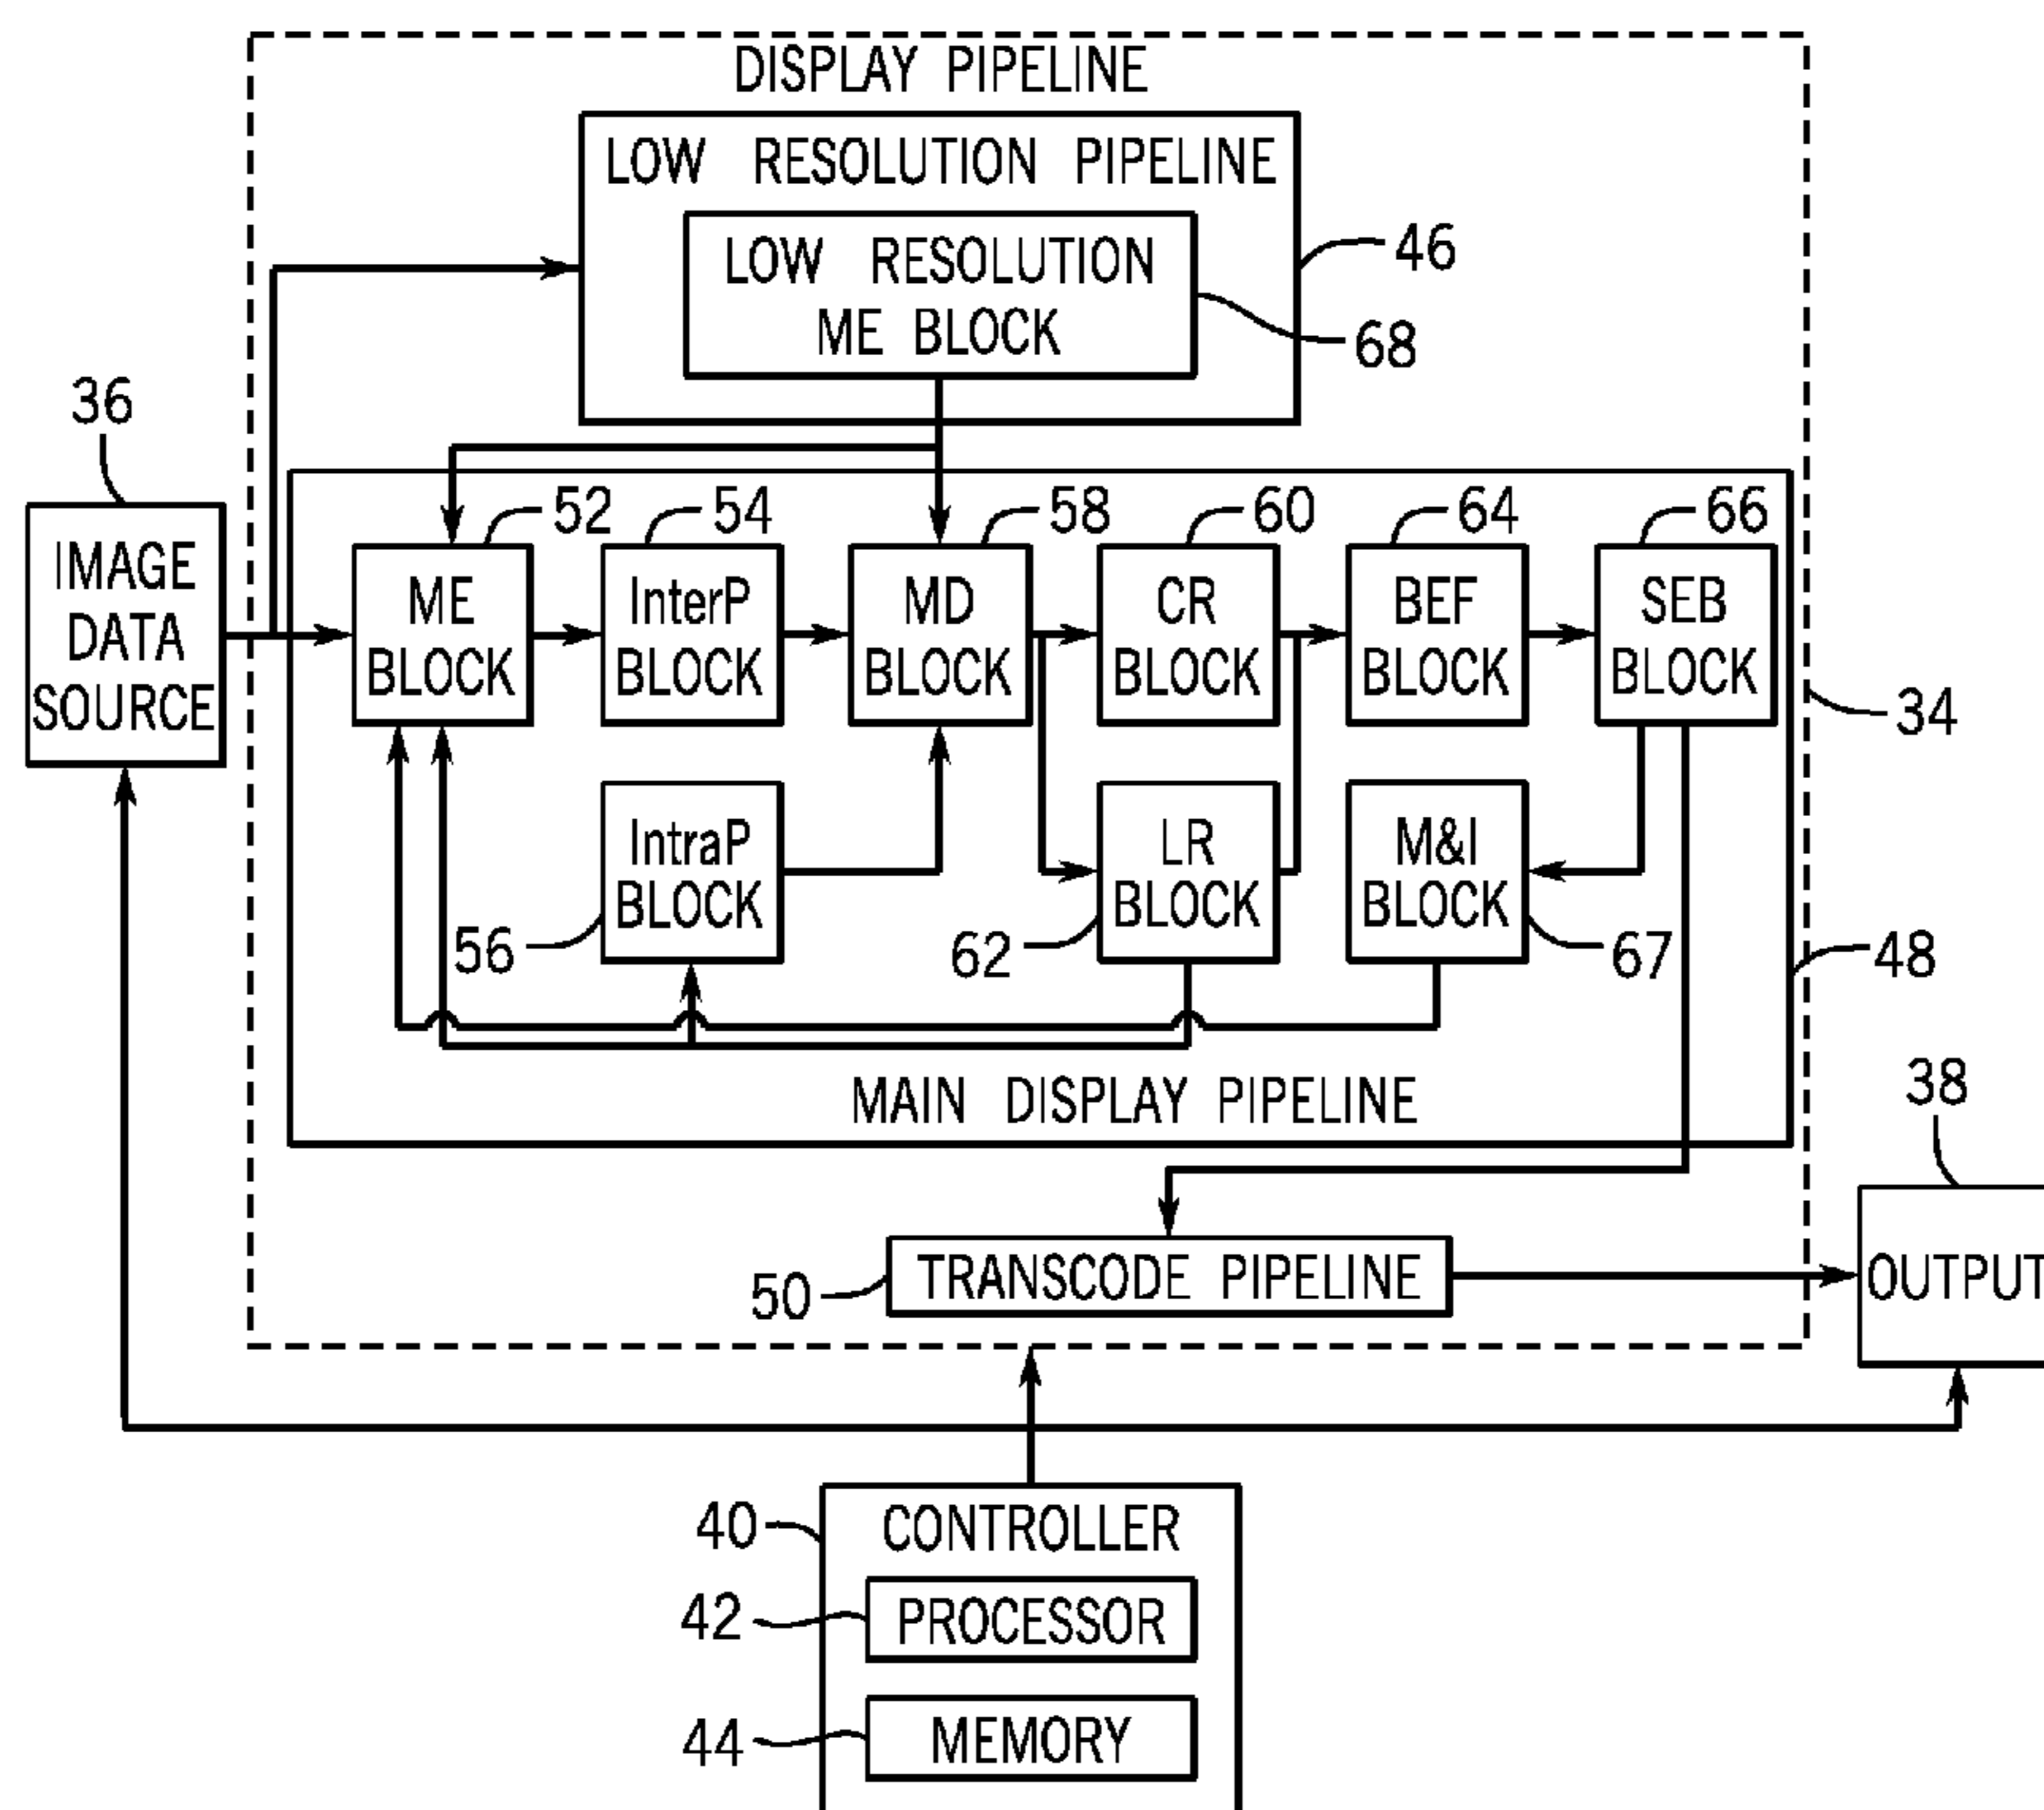 DISPLAY PIPELINE
LOW RESOLUTION PIPELINE
LOW RESOLUTION
ME BLOCK
46
68
36
IMAGE
DATA
SOURCE
52
54
58
60
64
66
ME
BLOCK
InterP
BLOCK
MD
BLOCK
CR
BLOCK
BEF
BLOCK
SEB
BLOCK
34
IntraP
BLOCK
LR
BLOCK
M&I
BLOCK
56
62
67
48
MAIN DISPLAY PIPELINE
38
50
TRANSCODE PIPELINE
OUTPUT
40
CONTROLLER
42
PROCESSOR
44
MEMORY